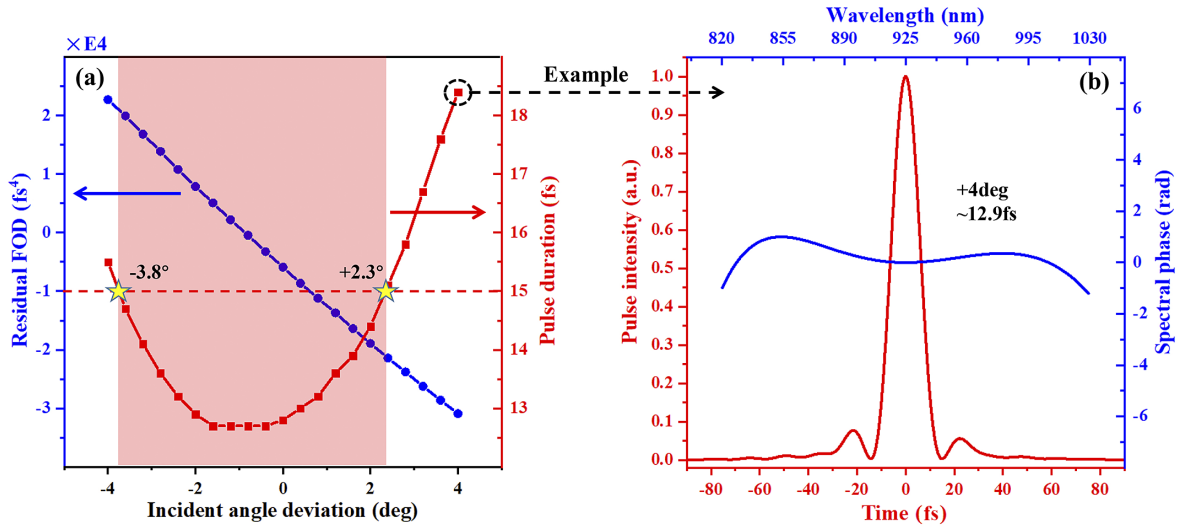 ×E4
(a)
Residual FOD (fs⁴)
2
1
0
-1
-2
-3
-3.8°
+2.3°
18
17
16
15
14
13
Pulse duration (fs)
-4 -2 0 2 4
Incident angle deviation (deg)
Example
Wavelength (nm)
820 855 890 925 960 995 1030
(b)
Pulse intensity (a.u.)
1.0
0.9
0.8
0.7
0.6
0.5
0.4
0.3
0.2
0.1
0.0
+4deg
~12.9fs
6
4
2
0
-2
-4
-6
Spectral phase (rad)
-80 -60 -40 -20 0 20 40 60 80
Time (fs)